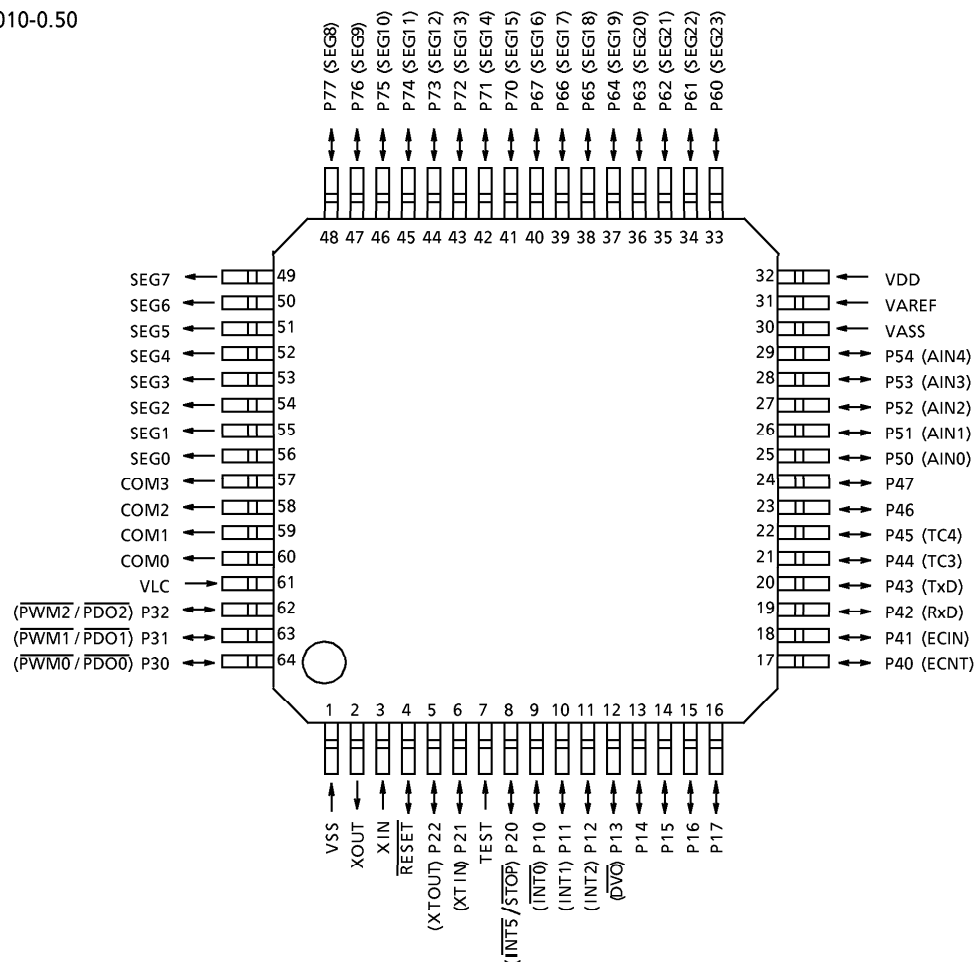 010-0.50
P77 (SEG8)
P76 (SEG9)
P75 (SEG10)
P74 (SEG11)
P73 (SEG12)
P72 (SEG13)
P71 (SEG14)
P70 (SEG15)
P67 (SEG16)
P66 (SEG17)
P65 (SEG18)
P64 (SEG19)
P63 (SEG20)
P62 (SEG21)
P61 (SEG22)
P60 (SEG23)
48 47 46 45 44 43 42 41 40 39 38 37 36 35 34 33
SEG7 49
SEG6 50
SEG5 51
SEG4 52
SEG3 53
SEG2 54
SEG1 55
SEG0 56
COM3 57
COM2 58
COM1 59
COM0 60
VLC 61
(PWM2/PDO2) P32 62
(PWM1/PDO1) P31 63
(PWM0/PDO0) P30 64
32 VDD
31 VAREF
30 VASS
29 P54 (AIN4)
28 P53 (AIN3)
27 P52 (AIN2)
26 P51 (AIN1)
25 P50 (AIN0)
24 P47
23 P46
22 P45 (TC4)
21 P44 (TC3)
20 P43 (TxD)
19 P42 (RxD)
18 P41 (ECIN)
17 P40 (ECNT)
1 2 3 4 5 6 7 8 9 10 11 12 13 14 15 16
VSS
XOUT
XIN
RESET
(XTOUT) P22
(XTIN) P21
TEST
(INT5/STOP) P20
(INT0) P10
(INT1) P11
(INT2) P12
(DVO) P13
P14
P15
P16
P17